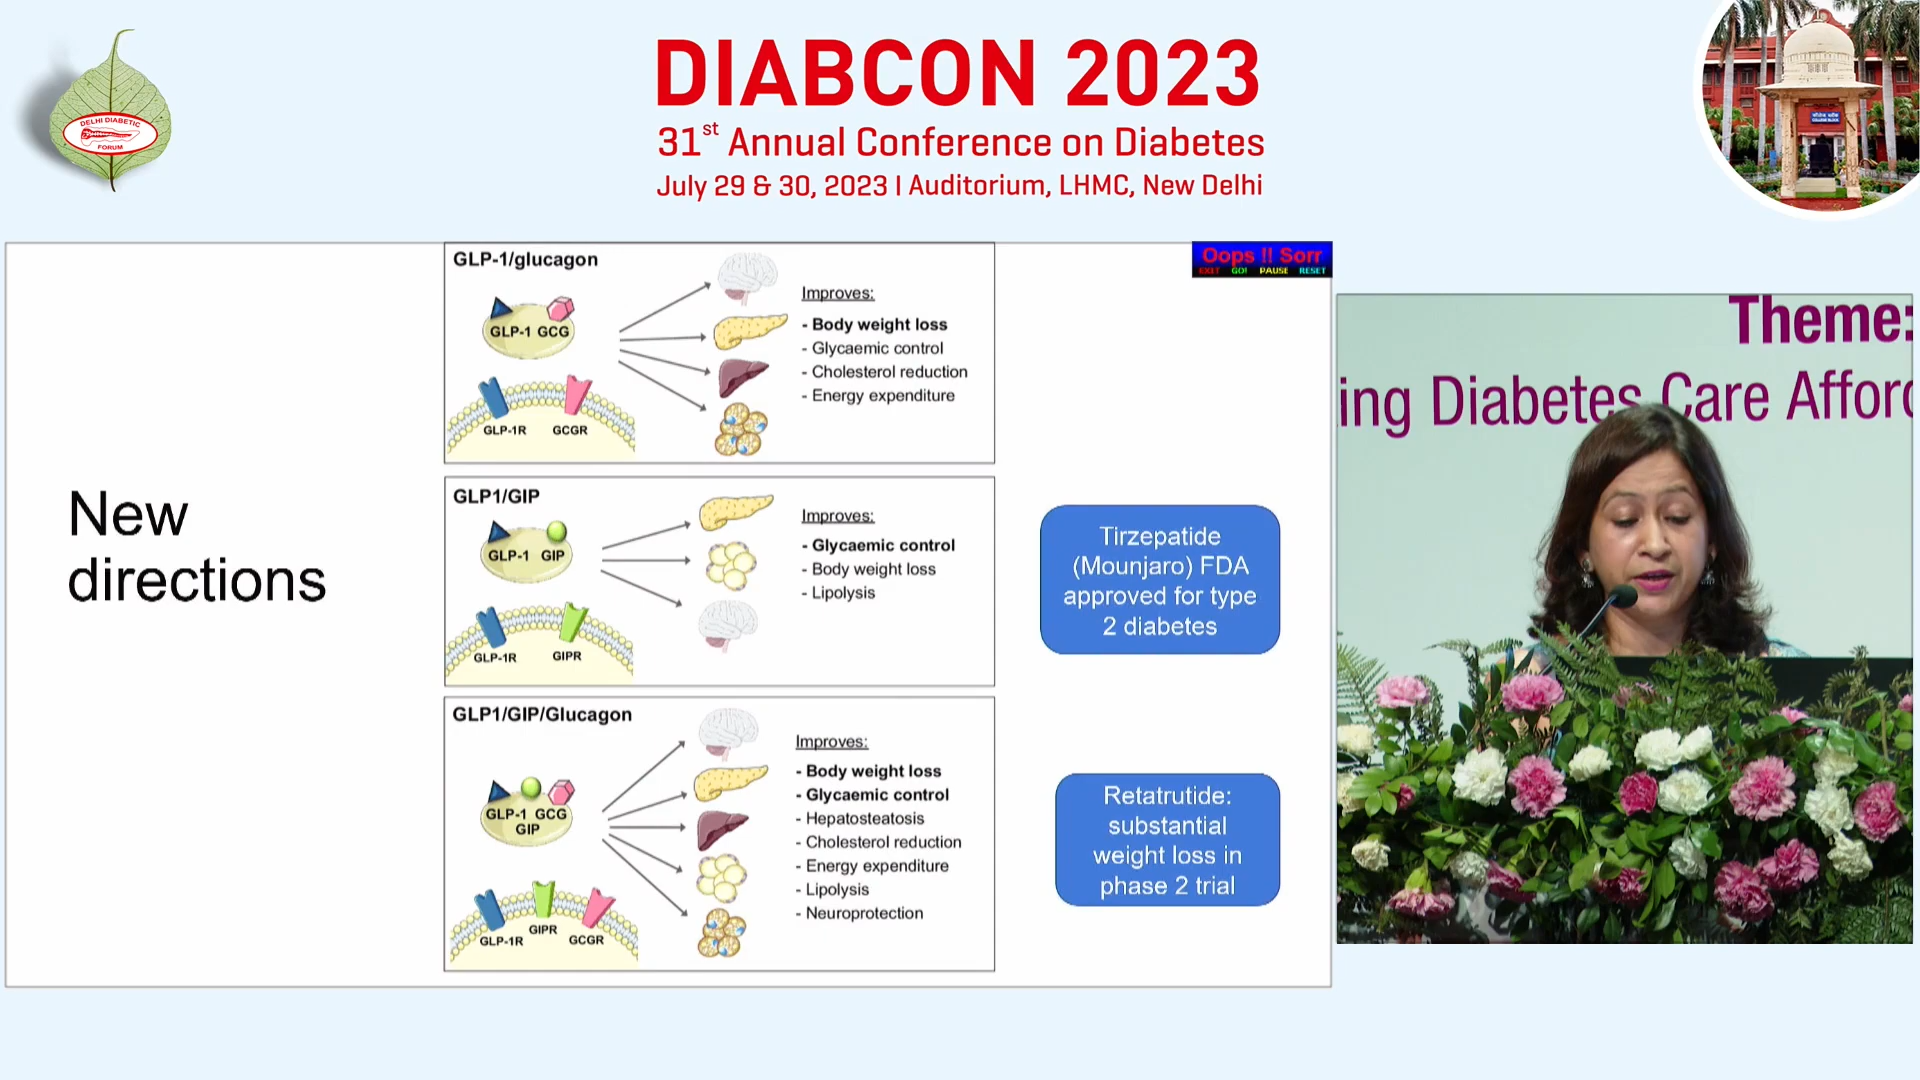 DELHI DIABETIC
FORUM
DIABCON 2023
31st Annual Conference on Diabetes
July 29 & 30, 2023 | Auditorium, LHMC, New Delhi
New
directions
GLP-1/glucagon
GLP-1 GCG
GLP-1R GCGR
Improves:
- Body weight loss
- Glycaemic control
- Cholesterol reduction
- Energy expenditure
GLP1/GIP
GLP-1 GIP
GLP-1R GIPR
Improves:
- Glycaemic control
- Body weight loss
- Lipolysis
Tirzepatide
(Mounjaro) FDA
approved for type
2 diabetes
GLP1/GIP/Glucagon
GLP-1 GCG
GIP
GLP-1R GIPR GCGR
Improves:
- Body weight loss
- Glycaemic control
- Hepatosteatosis
- Cholesterol reduction
- Energy expenditure
- Lipolysis
- Neuroprotection
Retatrutide:
substantial
weight loss in
phase 2 trial
Oops !! Sorr
EXIT GO! PAUSE RESET
Theme:
ing Diabetes Care Afford